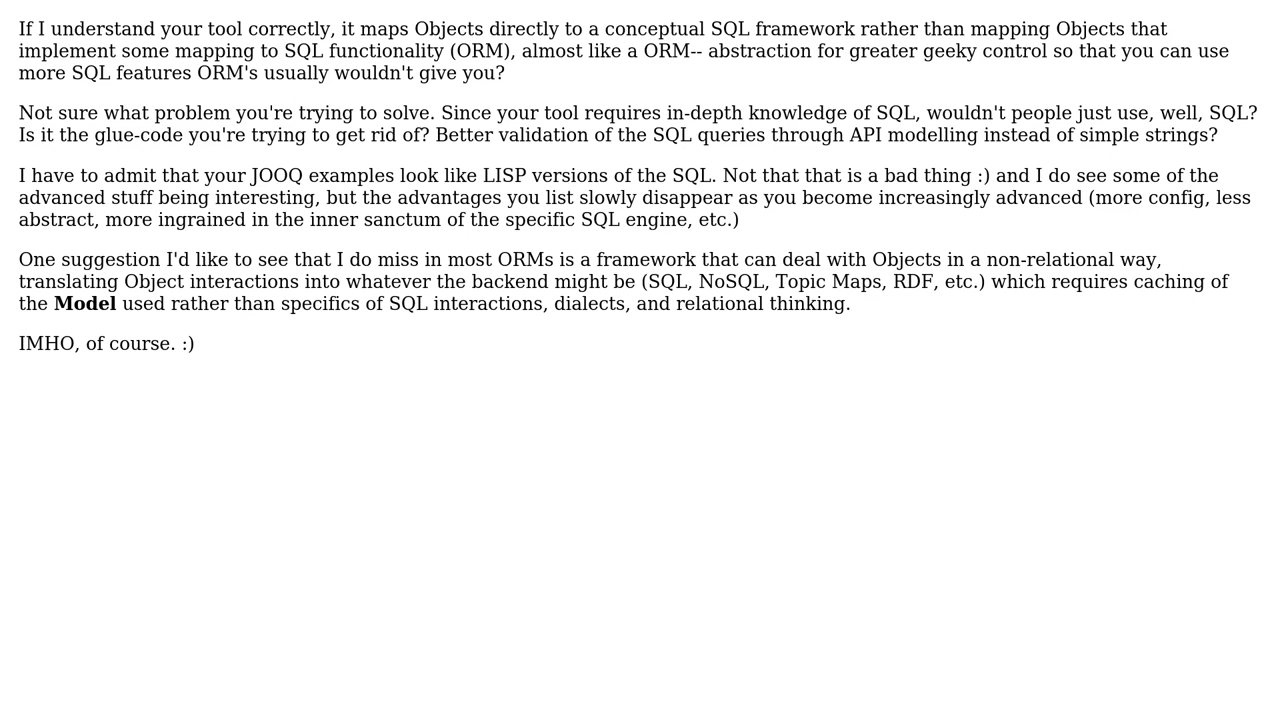 If I understand your tool correctly, it maps Objects directly to a conceptual SQL framework rather than mapping Objects that
implement some mapping to SQL functionality (ORM), almost like a ORM-- abstraction for greater geeky control so that you can use
more SQL features ORM's usually wouldn't give you?
Not sure what problem you're trying to solve. Since your tool requires in-depth knowledge of SQL, wouldn't people just use, well, SQL?
Is it the glue-code you're trying to get rid of? Better validation of the SQL queries through API modelling instead of simple strings?
I have to admit that your JOOQ examples look like LISP versions of the SQL. Not that that is a bad thing :) and I do see some of the
advanced stuff being interesting, but the advantages you list slowly disappear as you become increasingly advanced (more config, less
abstract, more ingrained in the inner sanctum of the specific SQL engine, etc.)
One suggestion I'd like to see that I do miss in most ORMs is a framework that can deal with Objects in a non-relational way,
translating Object interactions into whatever the backend might be (SQL, NoSQL, Topic Maps, RDF, etc.) which requires caching of
the Model used rather than specifics of SQL interactions, dialects, and relational thinking.
IMHO, of course. :)